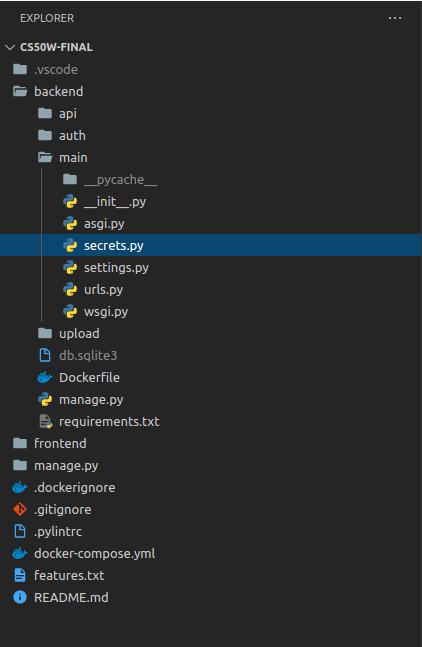 EXPLORER ...
CS50W-FINAL
.vscode
backend
api
auth
main
__pycache__
__init__.py
asgi.py
secrets.py
settings.py
urls.py
wsgi.py
upload
db.sqlite3
Dockerfile
manage.py
requirements.txt
frontend
manage.py
.dockerignore
.gitignore
.pylintrc
docker-compose.yml
features.txt
README.md